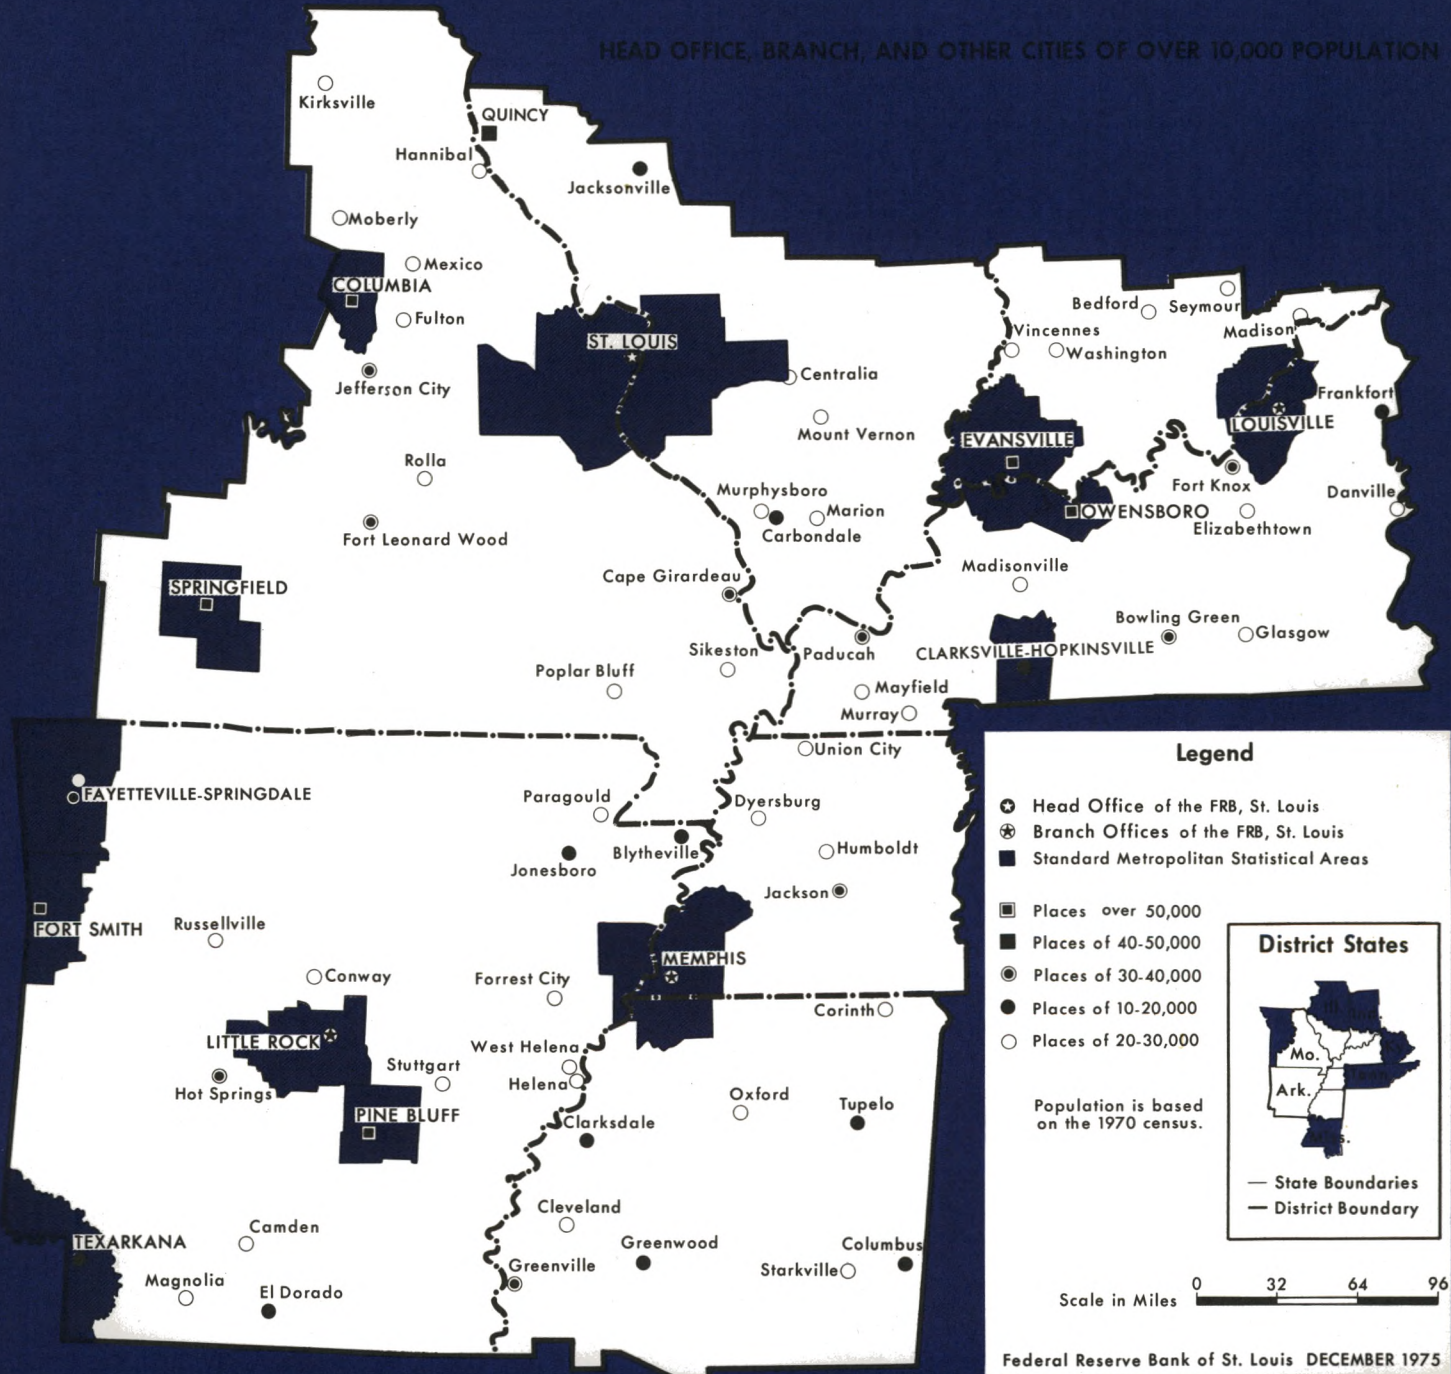 HEAD OFFICE, BRANCH, AND OTHER CITIES OF OVER 10,000 POPULATION
Kirksville
QUINCY
Hannibal
Jacksonville
Moberly
Mexico
COLUMBIA
Fulton
Jefferson City
ST. LOUIS
Centralia
Mount Vernon
Bedford
Seymour
Madison
Vincennes
Washington
Frankfort
LOUISVILLE
EVANSVILLE
Rolla
Murphysboro
Marion
Carbondale
Fort Knox
Danville
OWENSBORO
Elizabethtown
Fort Leonard Wood
SPRINGFIELD
Cape Girardeau
Madisonville
Bowling Green
Glasgow
Sikeston
Paducah
CLARKSVILLE-HOPKINSVILLE
Poplar Bluff
Mayfield
Murray
Union City
FAYETTEVILLE-SPRINGDALE
Paragould
Dyersburg
Blytheville
Humboldt
Jonesboro
Jackson
FORT SMITH
Russellville
MEMPHIS
Conway
Forrest City
Corinth
LITTLE ROCK
West Helena
Stuttgart
Helena
Hot Springs
Oxford
Tupelo
PINE BLUFF
Clarksdale
Cleveland
Camden
TEXARKANA
Greenwood
Columbus
Greenville
Starkville
Magnolia
El Dorado
Legend
Head Office of the FRB, St. Louis
Branch Offices of the FRB, St. Louis
Standard Metropolitan Statistical Areas
Places over 50,000
Places of 40-50,000
Places of 30-40,000
Places of 10-20,000
Places of 20-30,000
Population is based
on the 1970 census.
District States
Ill.
Ind.
Mo.
Ky.
Tenn.
Ark.
Miss.
State Boundaries
District Boundary
0 32 64 96
Scale in Miles
Federal Reserve Bank of St. Louis DECEMBER 1975